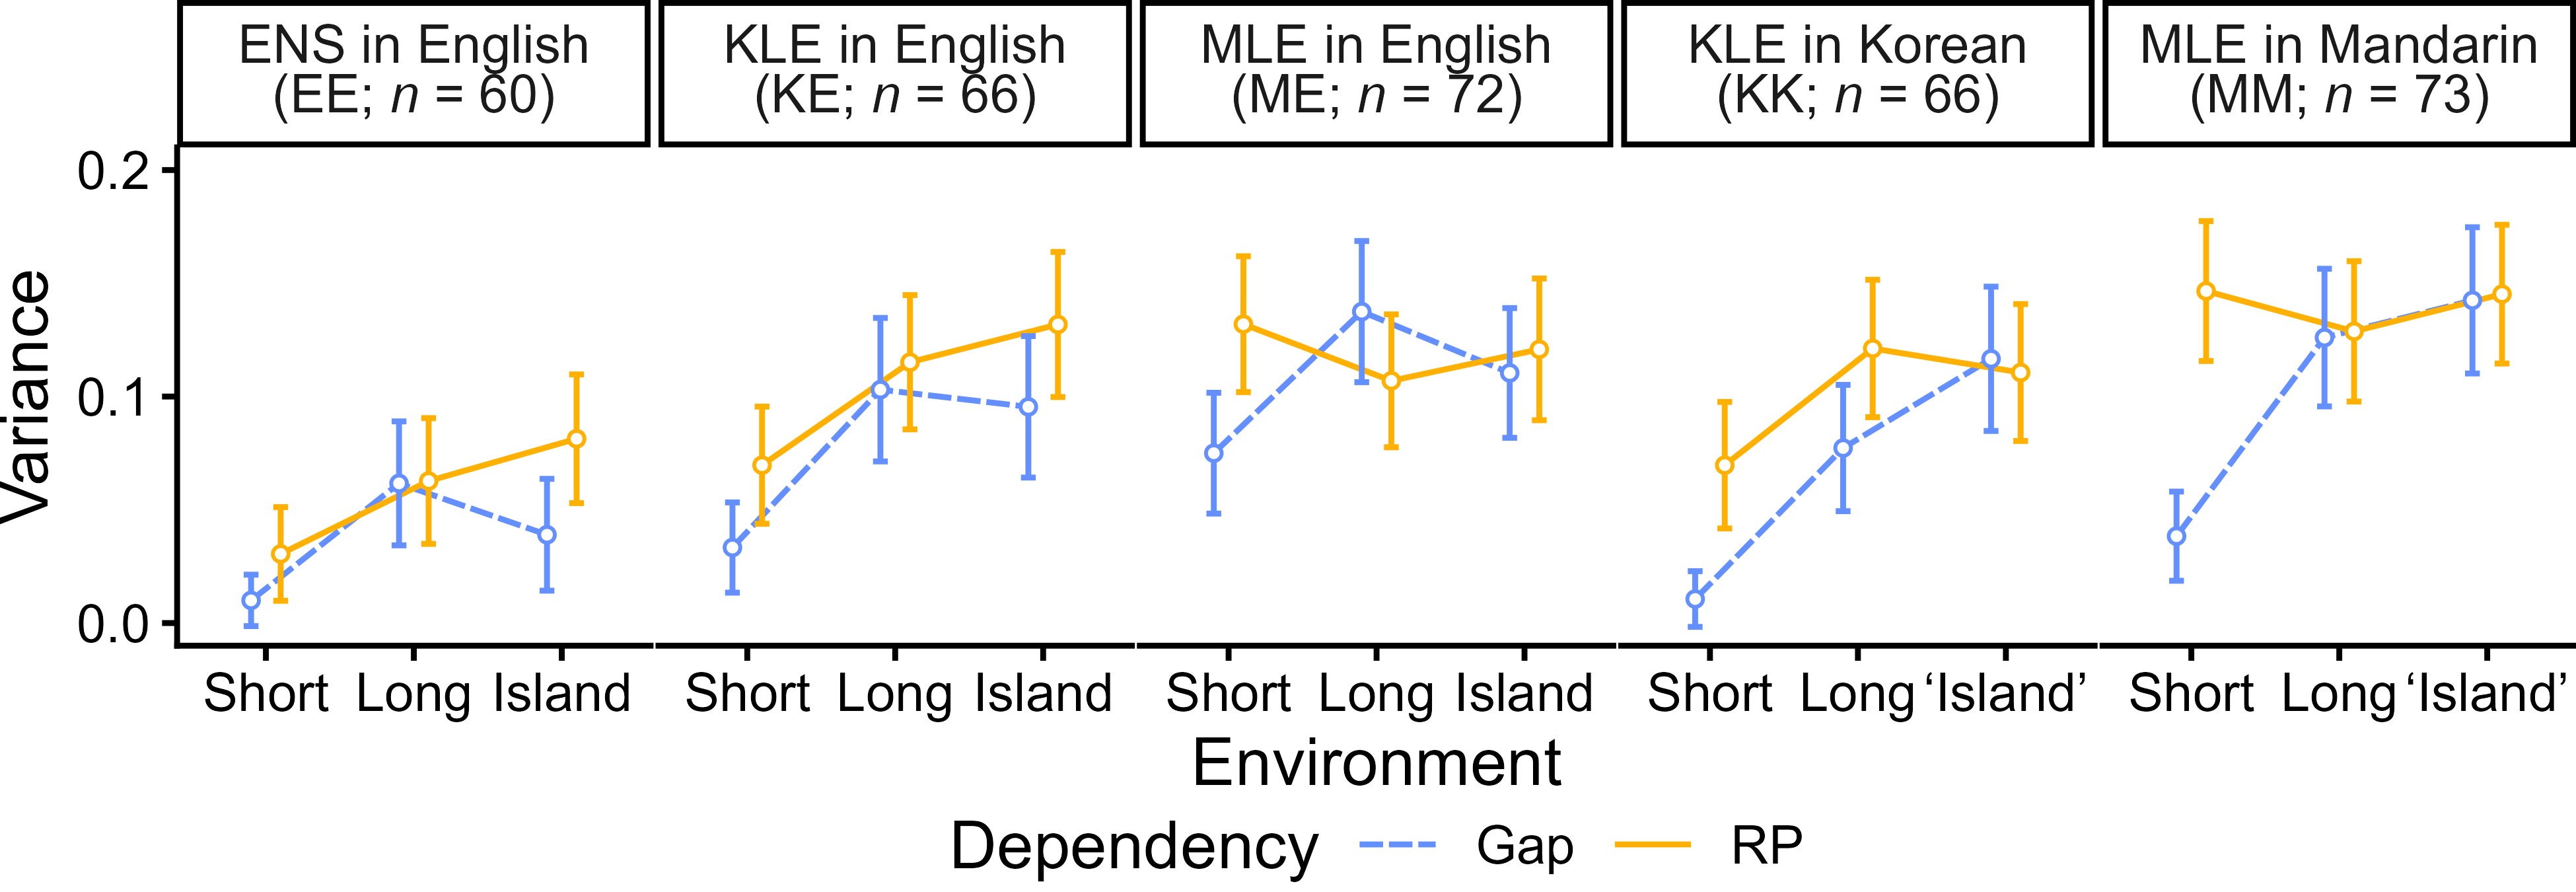 ENS in English
(EE; n = 60)
KLE in English
(KE; n = 66)
MLE in English
(ME; n = 72)
KLE in Korean
(KK; n = 66)
MLE in Mandarin
(MM; n = 73)
Variance
0.2
0.1
0.0
Short Long Island
Short Long Island
Short Long Island
Short Long ‘Island’
Short Long ‘Island’
Environment
Dependency Gap RP